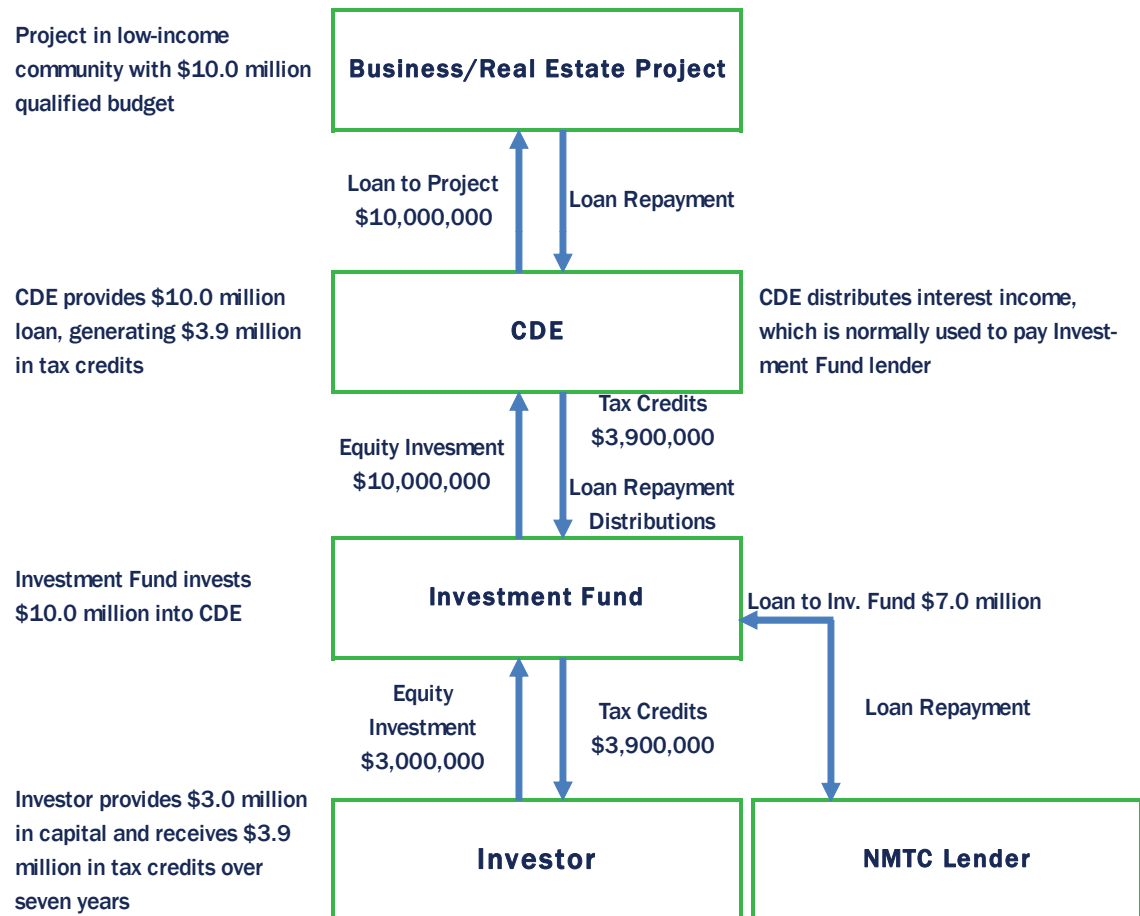 Project in low-income
community with $10.0 million
qualified budget
Business/Real Estate Project
Loan to Project
$10,000,000
Loan Repayment
CDE provides $10.0 million
loan, generating $3.9 million
in tax credits
CDE
CDE distributes interest income,
which is normally used to pay Invest-
ment Fund lender
Equity Invesment
$10,000,000
Tax Credits
$3,900,000
Loan Repayment
Distributions
Investment Fund invests
$10.0 million into CDE
Investment Fund
Loan to Inv. Fund $7.0 million
Equity
Investment
$3,000,000
Tax Credits
$3,900,000
Loan Repayment
Investor provides $3.0 million
in capital and receives $3.9
million in tax credits over
seven years
Investor
NMTC Lender